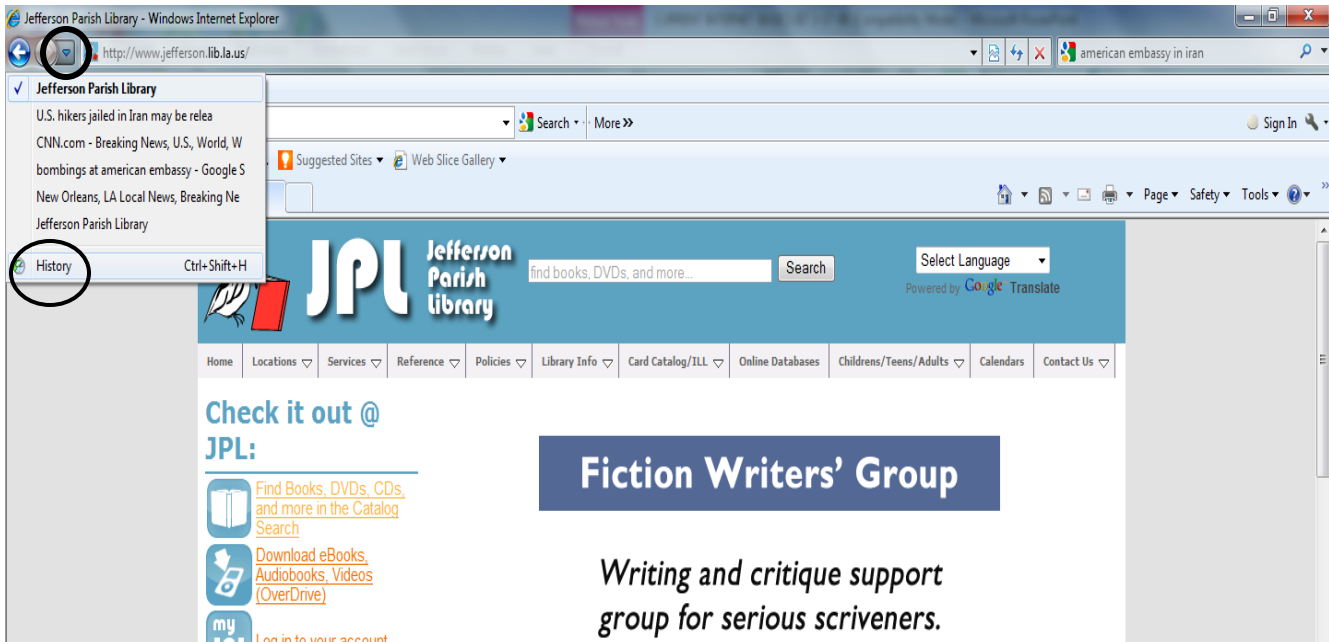 Jefferson Parish Library - Windows Internet Explorer
http://www.jefferson.lib.la.us/
american embassy in iran
Jefferson Parish Library
U.S. hikers jailed in Iran may be relea
CNN.com - Breaking News, U.S., World, W
bombings at american embassy - Google S
New Orleans, LA Local News, Breaking Ne
Jefferson Parish Library
History Ctrl+Shift+H
Search More »
Sign In
Suggested Sites Web Slice Gallery
Page Safety Tools
JPL Jefferson
Parish
Library
find books, DVDs, and more... Search
Select Language
Powered by Google Translate
Home Locations Services Reference Policies Library Info Card Catalog/ILL Online Databases Childrens/Teens/Adults Calendars Contact Us
Check it out @
JPL:
Find Books, DVDs, CDs,
and more in the Catalog
Search
Download eBooks,
Audiobooks, Videos
(OverDrive)
my
Log in to your account
Fiction Writers' Group
Writing and critique support
group for serious scriveners.